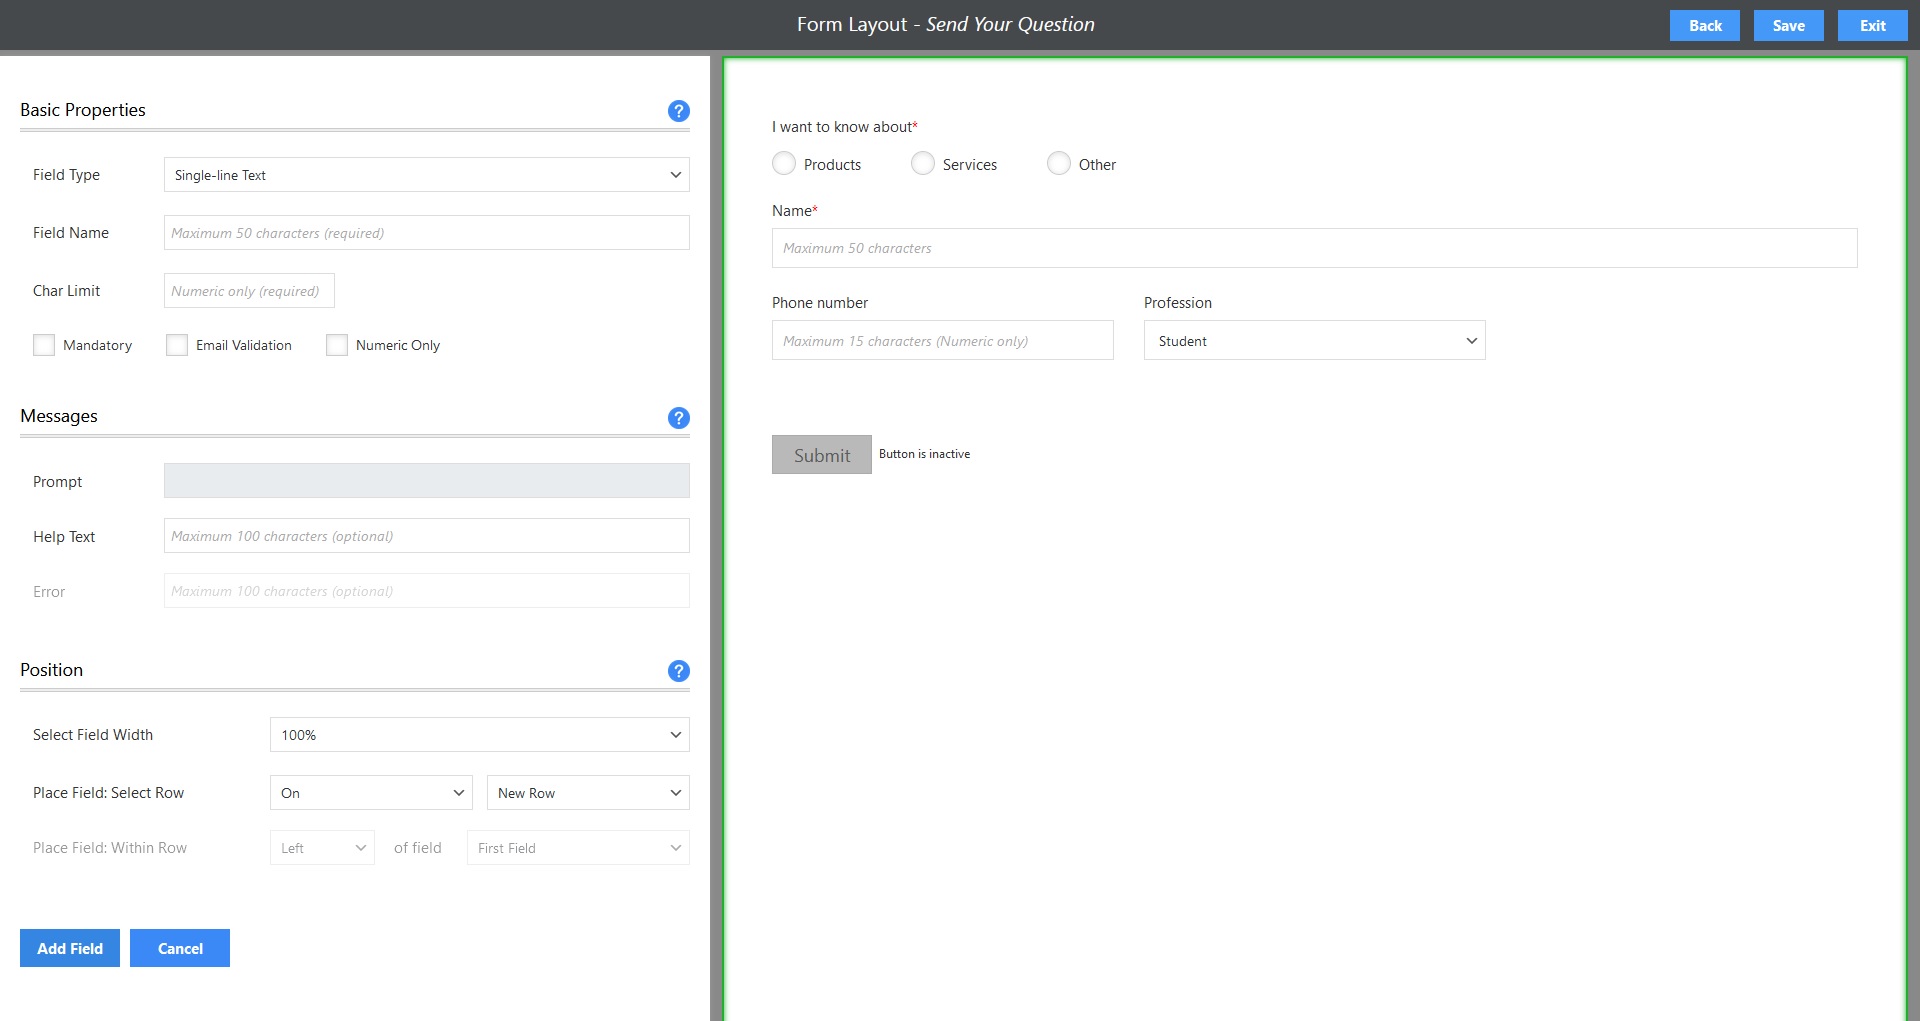 Form Layout - Send Your Question
Back
Save
Exit
Basic Properties
?
Field Type
Single-line Text
Field Name
Maximum 50 characters (required)
Char Limit
Numeric only (required)
Mandatory
Email Validation
Numeric Only
Messages
?
Prompt
Help Text
Maximum 100 characters (optional)
Error
Maximum 100 characters (optional)
Position
?
Select Field Width
100%
Place Field: Select Row
On
New Row
Place Field: Within Row
Left
of field
First Field
Add Field
Cancel
I want to know about*
Products
Services
Other
Name*
Maximum 50 characters
Phone number
Profession
Maximum 15 characters (Numeric only)
Student
Submit
Button is inactive